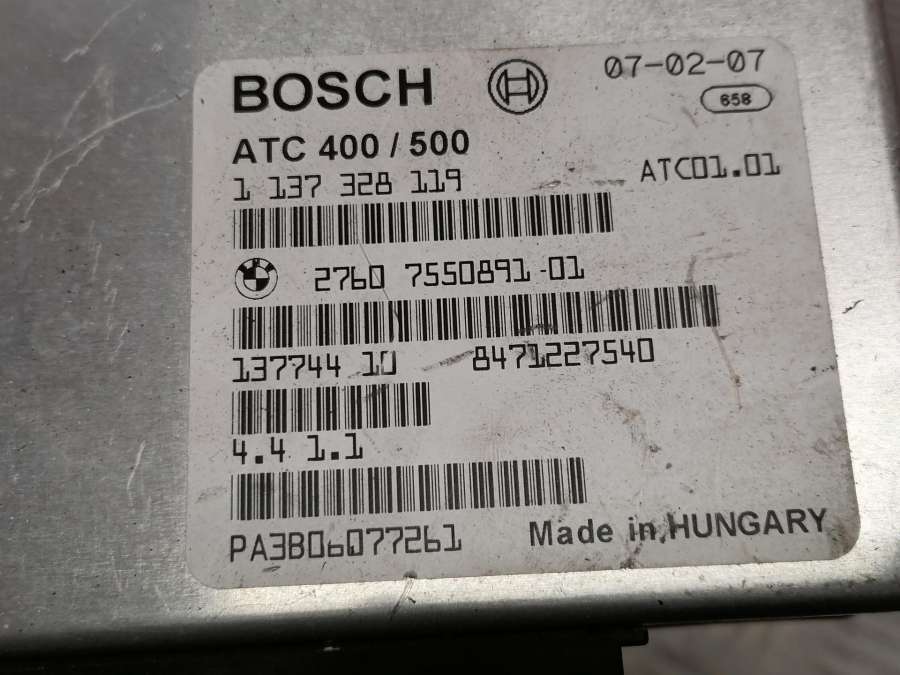 BOSCH
07-02-07
658
ATC 400 / 500
1 137 328 119
ATC01.01
BMW
2760 7550891-01
137744 10 8471227540
4.4 1.1
PA3B06077261
Made in HUNGARY